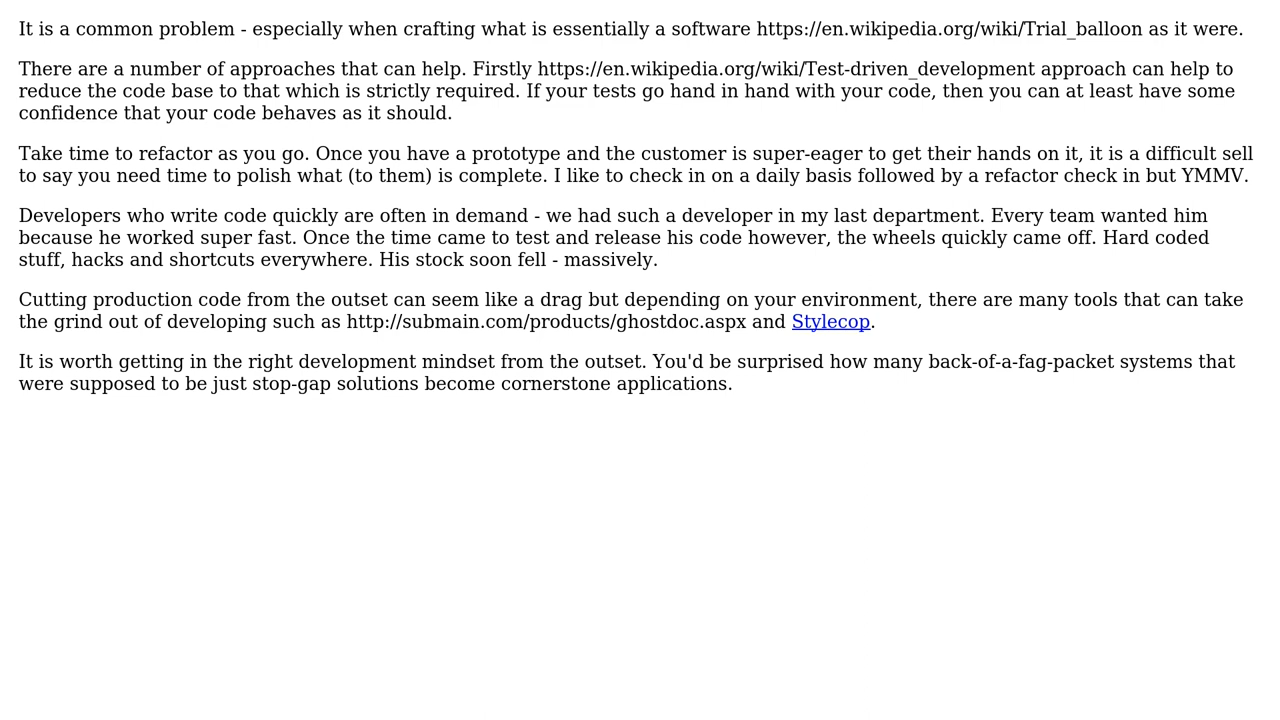 It is a common problem - especially when crafting what is essentially a software https://en.wikipedia.org/wiki/Trial_balloon as it were.
There are a number of approaches that can help. Firstly https://en.wikipedia.org/wiki/Test-driven_development approach can help to
reduce the code base to that which is strictly required. If your tests go hand in hand with your code, then you can at least have some
confidence that your code behaves as it should.
Take time to refactor as you go. Once you have a prototype and the customer is super-eager to get their hands on it, it is a difficult sell
to say you need time to polish what (to them) is complete. I like to check in on a daily basis followed by a refactor check in but YMMV.
Developers who write code quickly are often in demand - we had such a developer in my last department. Every team wanted him
because he worked super fast. Once the time came to test and release his code however, the wheels quickly came off. Hard coded
stuff, hacks and shortcuts everywhere. His stock soon fell - massively.
Cutting production code from the outset can seem like a drag but depending on your environment, there are many tools that can take
the grind out of developing such as http://submain.com/products/ghostdoc.aspx and Stylecop.
It is worth getting in the right development mindset from the outset. You'd be surprised how many back-of-a-fag-packet systems that
were supposed to be just stop-gap solutions become cornerstone applications.